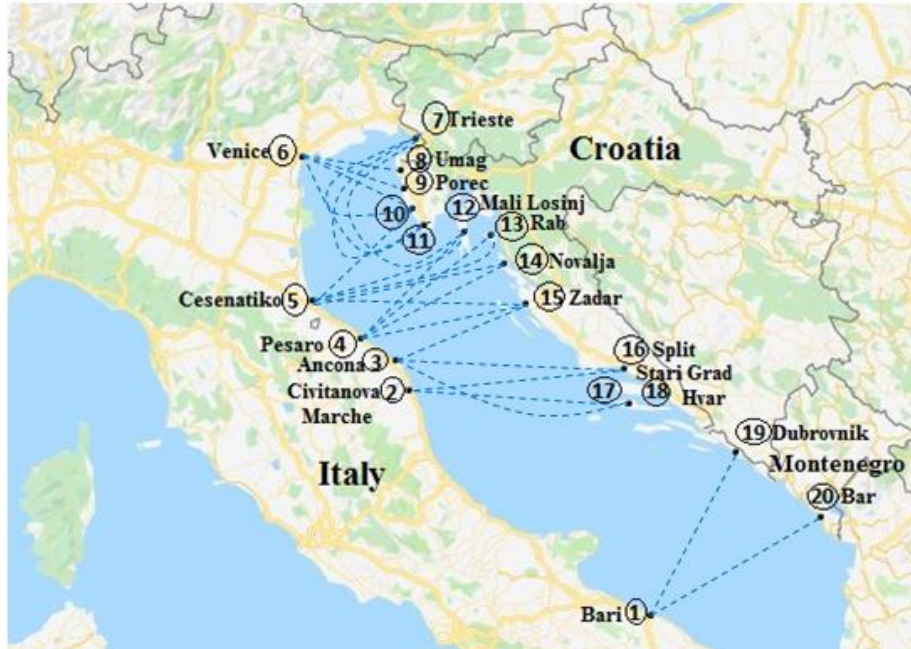 7 Trieste
Venice 6
8 Umag
Croatia
9 Porec
12 Mali Losinj
10
13 Rab
11
14 Novalja
Cesenatiko 5
15 Zadar
Pesaro 4
16 Split
Ancona 3
Stari Grad
Civitanova 2
17 18 Hvar
Marche
19 Dubrovnik
Italy
Montenegro
20 Bar
Bari 1